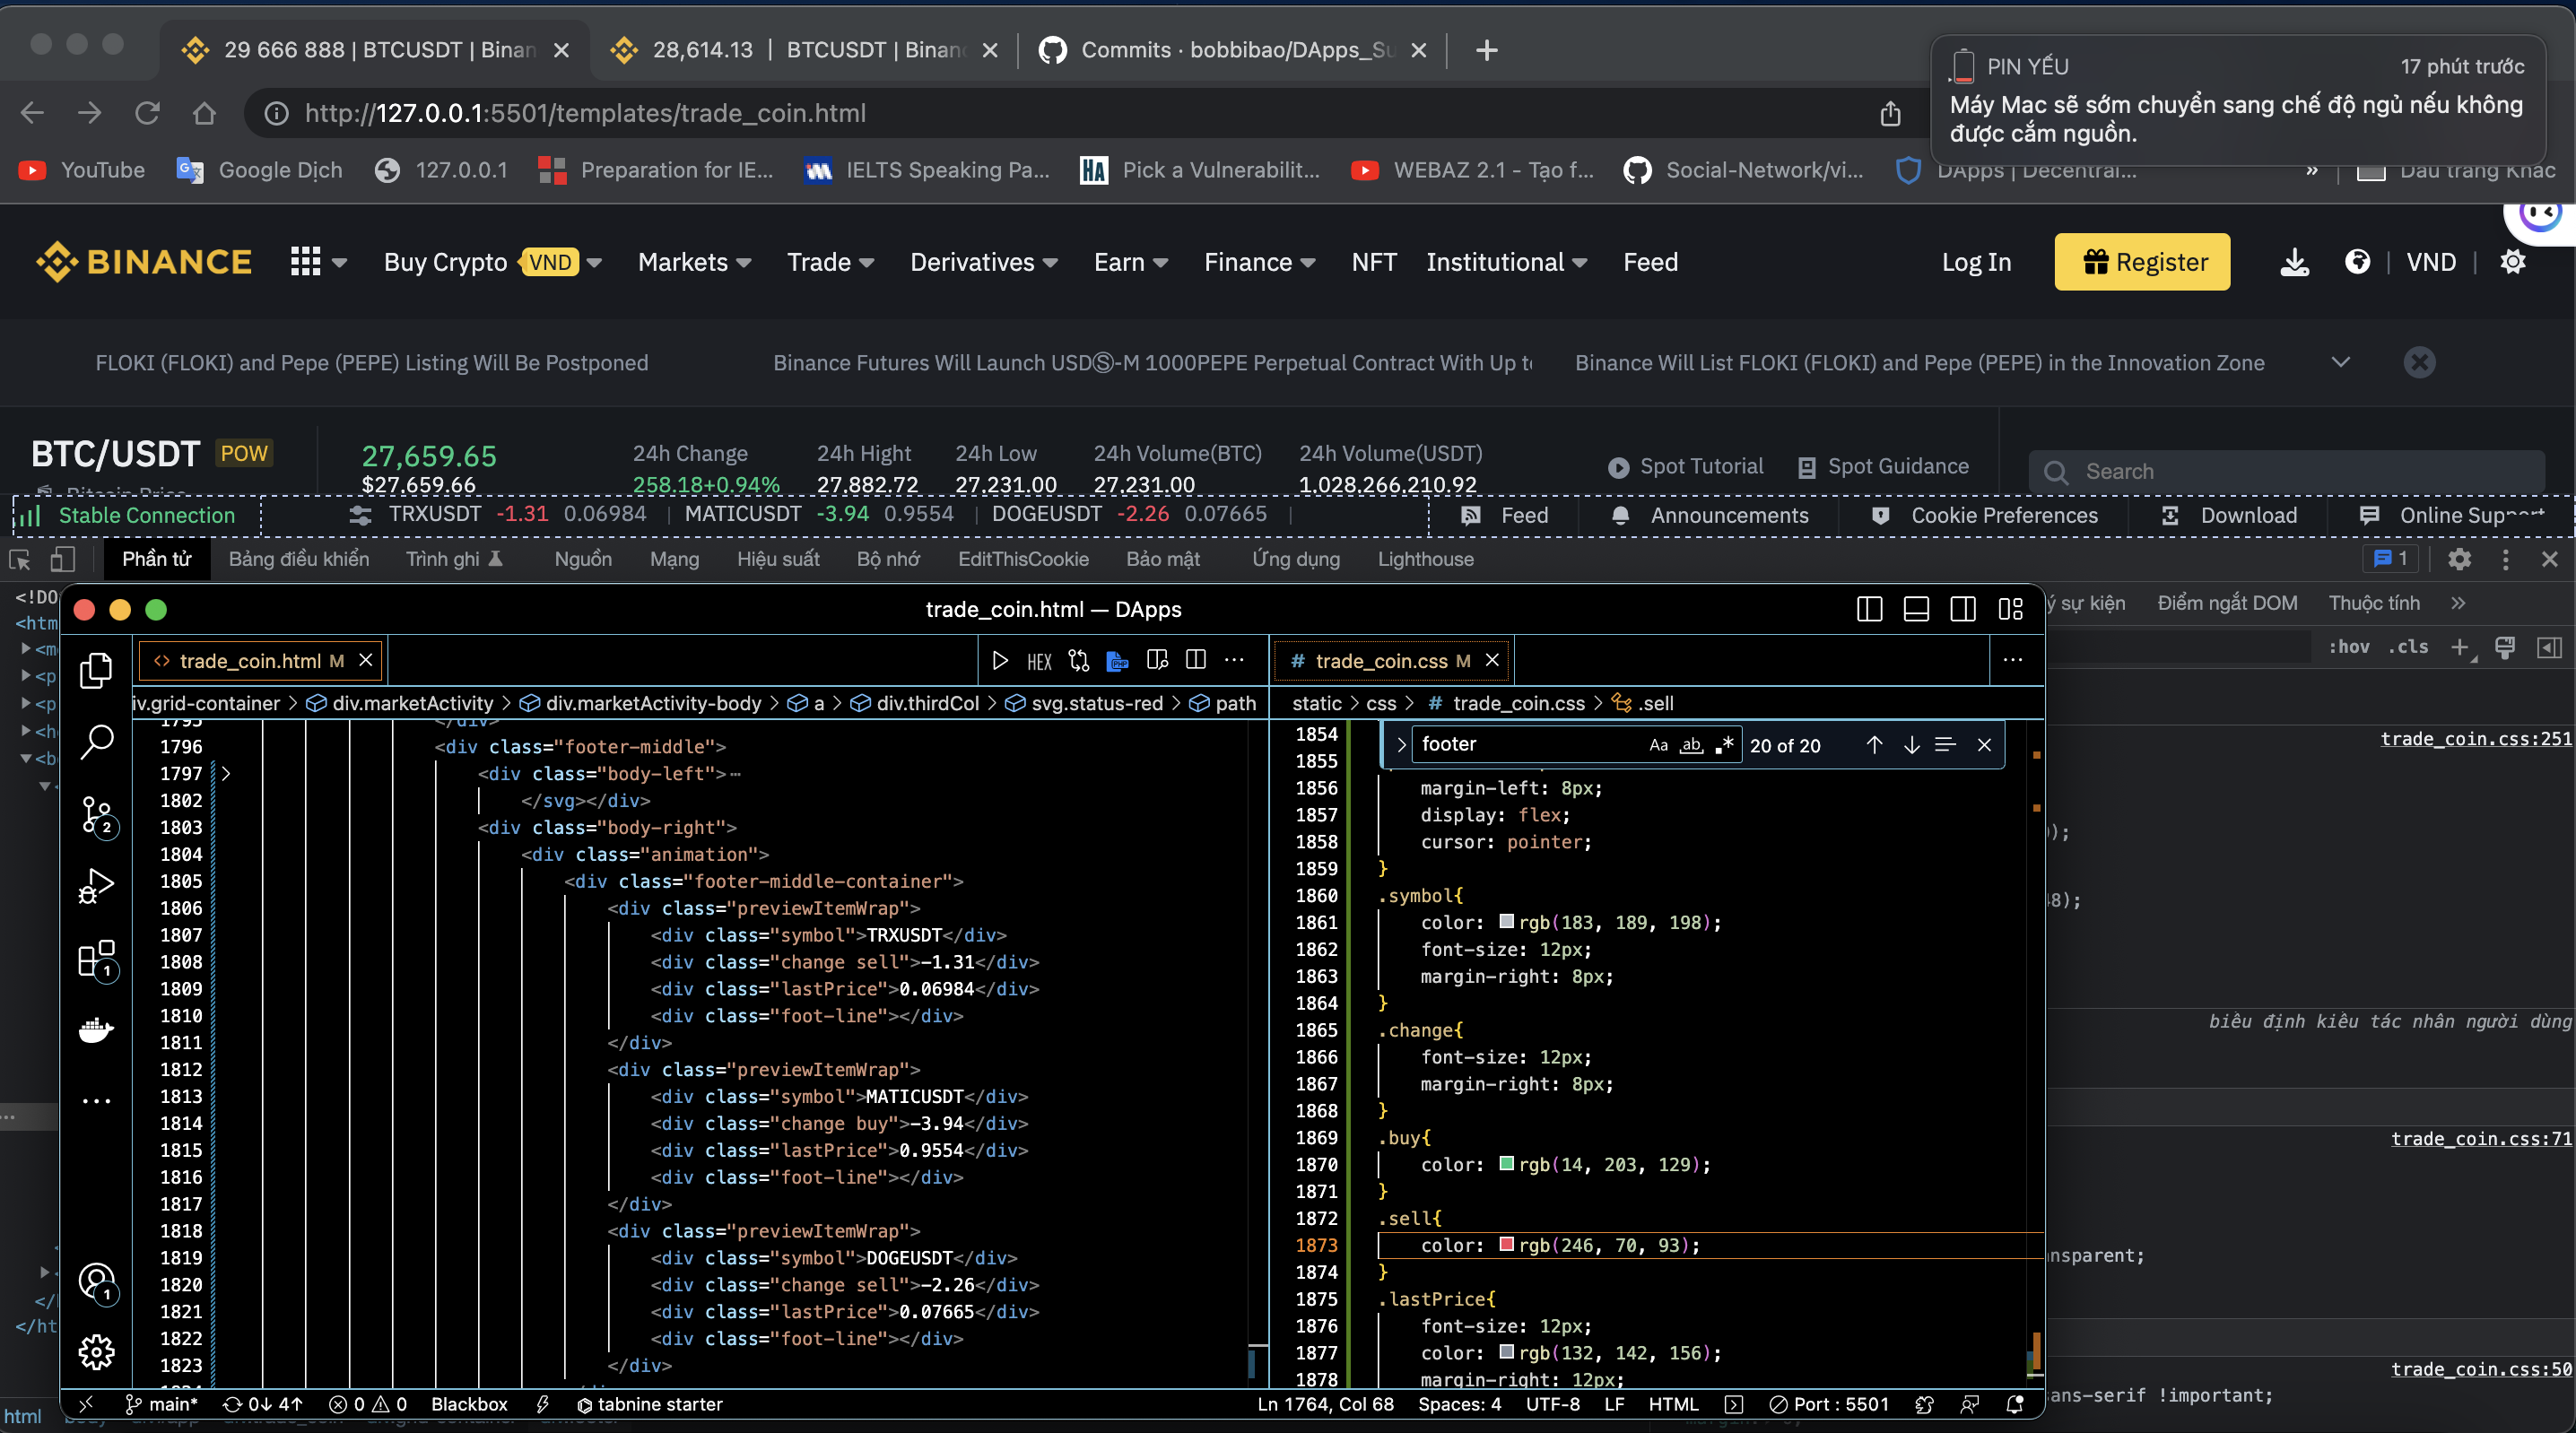 29 666 888 | BTCUSDT | Binan
28,614.13 | BTCUSDT | Binanc
Commits · bobbibao/DApps_Su
PIN YẾU
17 phút trước
Máy Mac sẽ sớm chuyển sang chế độ ngủ nếu không
được cắm nguồn.
http://127.0.0.1:5501/templates/trade_coin.html
YouTube
Google Dịch
127.0.0.1
Preparation for IE...
IELTS Speaking Pa...
Pick a Vulnerabilit...
WEBAZ 2.1 - Tạo f...
Social-Network/vi...
DApps | Decentral...
»
Dấu trang Khác
BINANCE
Buy Crypto
VND
Markets
Trade
Derivatives
Earn
Finance
NFT
Institutional
Feed
Log In
Register
VND
FLOKI (FLOKI) and Pepe (PEPE) Listing Will Be Postponed
Binance Futures Will Launch USDⓈ-M 1000PEPE Perpetual Contract With Up to
Binance Will List FLOKI (FLOKI) and Pepe (PEPE) in the Innovation Zone
BTC/USDT
POW
27,659.65
24h Change
24h Hight
24h Low
24h Volume(BTC)
24h Volume(USDT)
Spot Tutorial
Spot Guidance
Search
Bitcoin Price
$27,659.66
258.18+0.94%
27,882.72
27,231.00
27,231.00
1,028,266,210.92
Stable Connection
TRXUSDT -1.31 0.06984
MATICUSDT -3.94 0.9554
DOGEUSDT -2.26 0.07665
Feed
Announcements
Cookie Preferences
Download
Online Support
Phần tử
Bảng điều khiển
Trình ghi
Nguồn
Mạng
Hiệu suất
Bộ nhớ
EditThisCookie
Bảo mật
Ứng dụng
Lighthouse
1
<!DO
<htm
<m
<p
<p
<h
<b
</ht
trade_coin.html — DApps
ý sự kiện
Điểm ngắt DOM
Thuộc tính
»
:hov .cls
trade_coin.html M
HEX
PHP
# trade_coin.css M
iv.grid-container > div.marketActivity > div.marketActivity-body > a > div.thirdCol > svg.status-red > path
static > css > # trade_coin.css > .sell
footer
Aa ab .*
20 of 20
1795 </div>
1796 <div class="footer-middle">
1797 <div class="body-left">…
1802 </svg></div>
1803 <div class="body-right">
1804 <div class="animation">
1805 <div class="footer-middle-container">
1806 <div class="previewItemWrap">
1807 <div class="symbol">TRXUSDT</div>
1808 <div class="change sell">-1.31</div>
1809 <div class="lastPrice">0.06984</div>
1810 <div class="foot-line"></div>
1811 </div>
1812 <div class="previewItemWrap">
1813 <div class="symbol">MATICUSDT</div>
1814 <div class="change buy">-3.94</div>
1815 <div class="lastPrice">0.9554</div>
1816 <div class="foot-line"></div>
1817 </div>
1818 <div class="previewItemWrap">
1819 <div class="symbol">DOGEUSDT</div>
1820 <div class="change sell">-2.26</div>
1821 <div class="lastPrice">0.07665</div>
1822 <div class="foot-line"></div>
1823 </div>
1854
1855
1856 margin-left: 8px;
1857 display: flex;
1858 cursor: pointer;
1859 }
1860 .symbol{
1861 color: rgb(183, 189, 198);
1862 font-size: 12px;
1863 margin-right: 8px;
1864 }
1865 .change{
1866 font-size: 12px;
1867 margin-right: 8px;
1868 }
1869 .buy{
1870 color: rgb(14, 203, 129);
1871 }
1872 .sell{
1873 color: rgb(246, 70, 93);
1874 }
1875 .lastPrice{
1876 font-size: 12px;
1877 color: rgb(132, 142, 156);
1878 margin-right: 12px;
trade_coin.css:251
);
8);
biểu định kiểu tác nhân người dùng
trade_coin.css:71
nsparent;
trade_coin.css:50
ans-serif !important;
2
1
1
main*
0↓ 4↑
0
0
Blackbox
tabnine starter
Ln 1764, Col 68
Spaces: 4
UTF-8
LF
HTML
Port : 5501
html